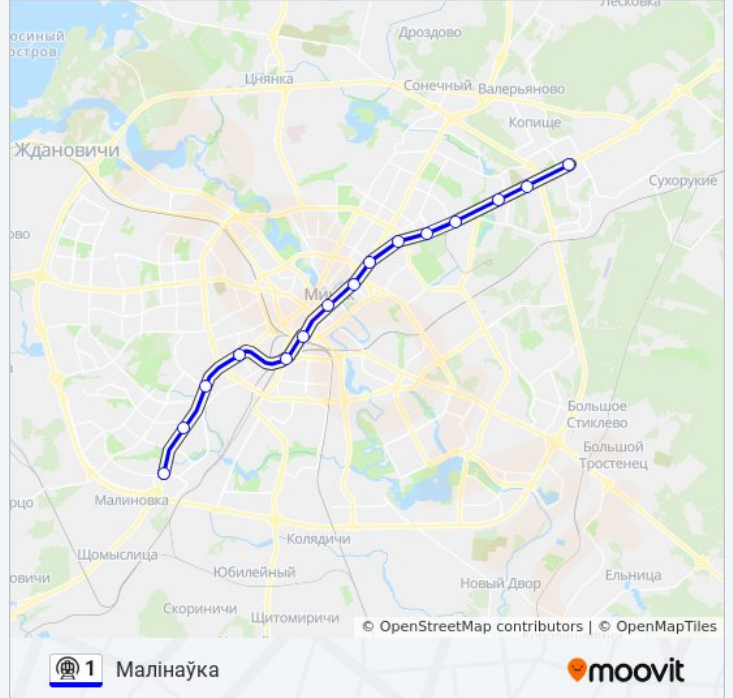 Лесковка
осиный
остров
Дроздово
Цнянка
Сонечный
Валерьяново
Копище
Ждановичи
Сухорукие
ово
Минск
Большое
Стиклево
Большой
Тростенец
Малиновка
рцо
Колядичи
Щомыслица
Юбилейный
овичи
Новый Двор
Ельница
Скориничи
Щитомиричи
© OpenStreetMap contributors | © OpenMapTiles
1 Малінаўка
moovit